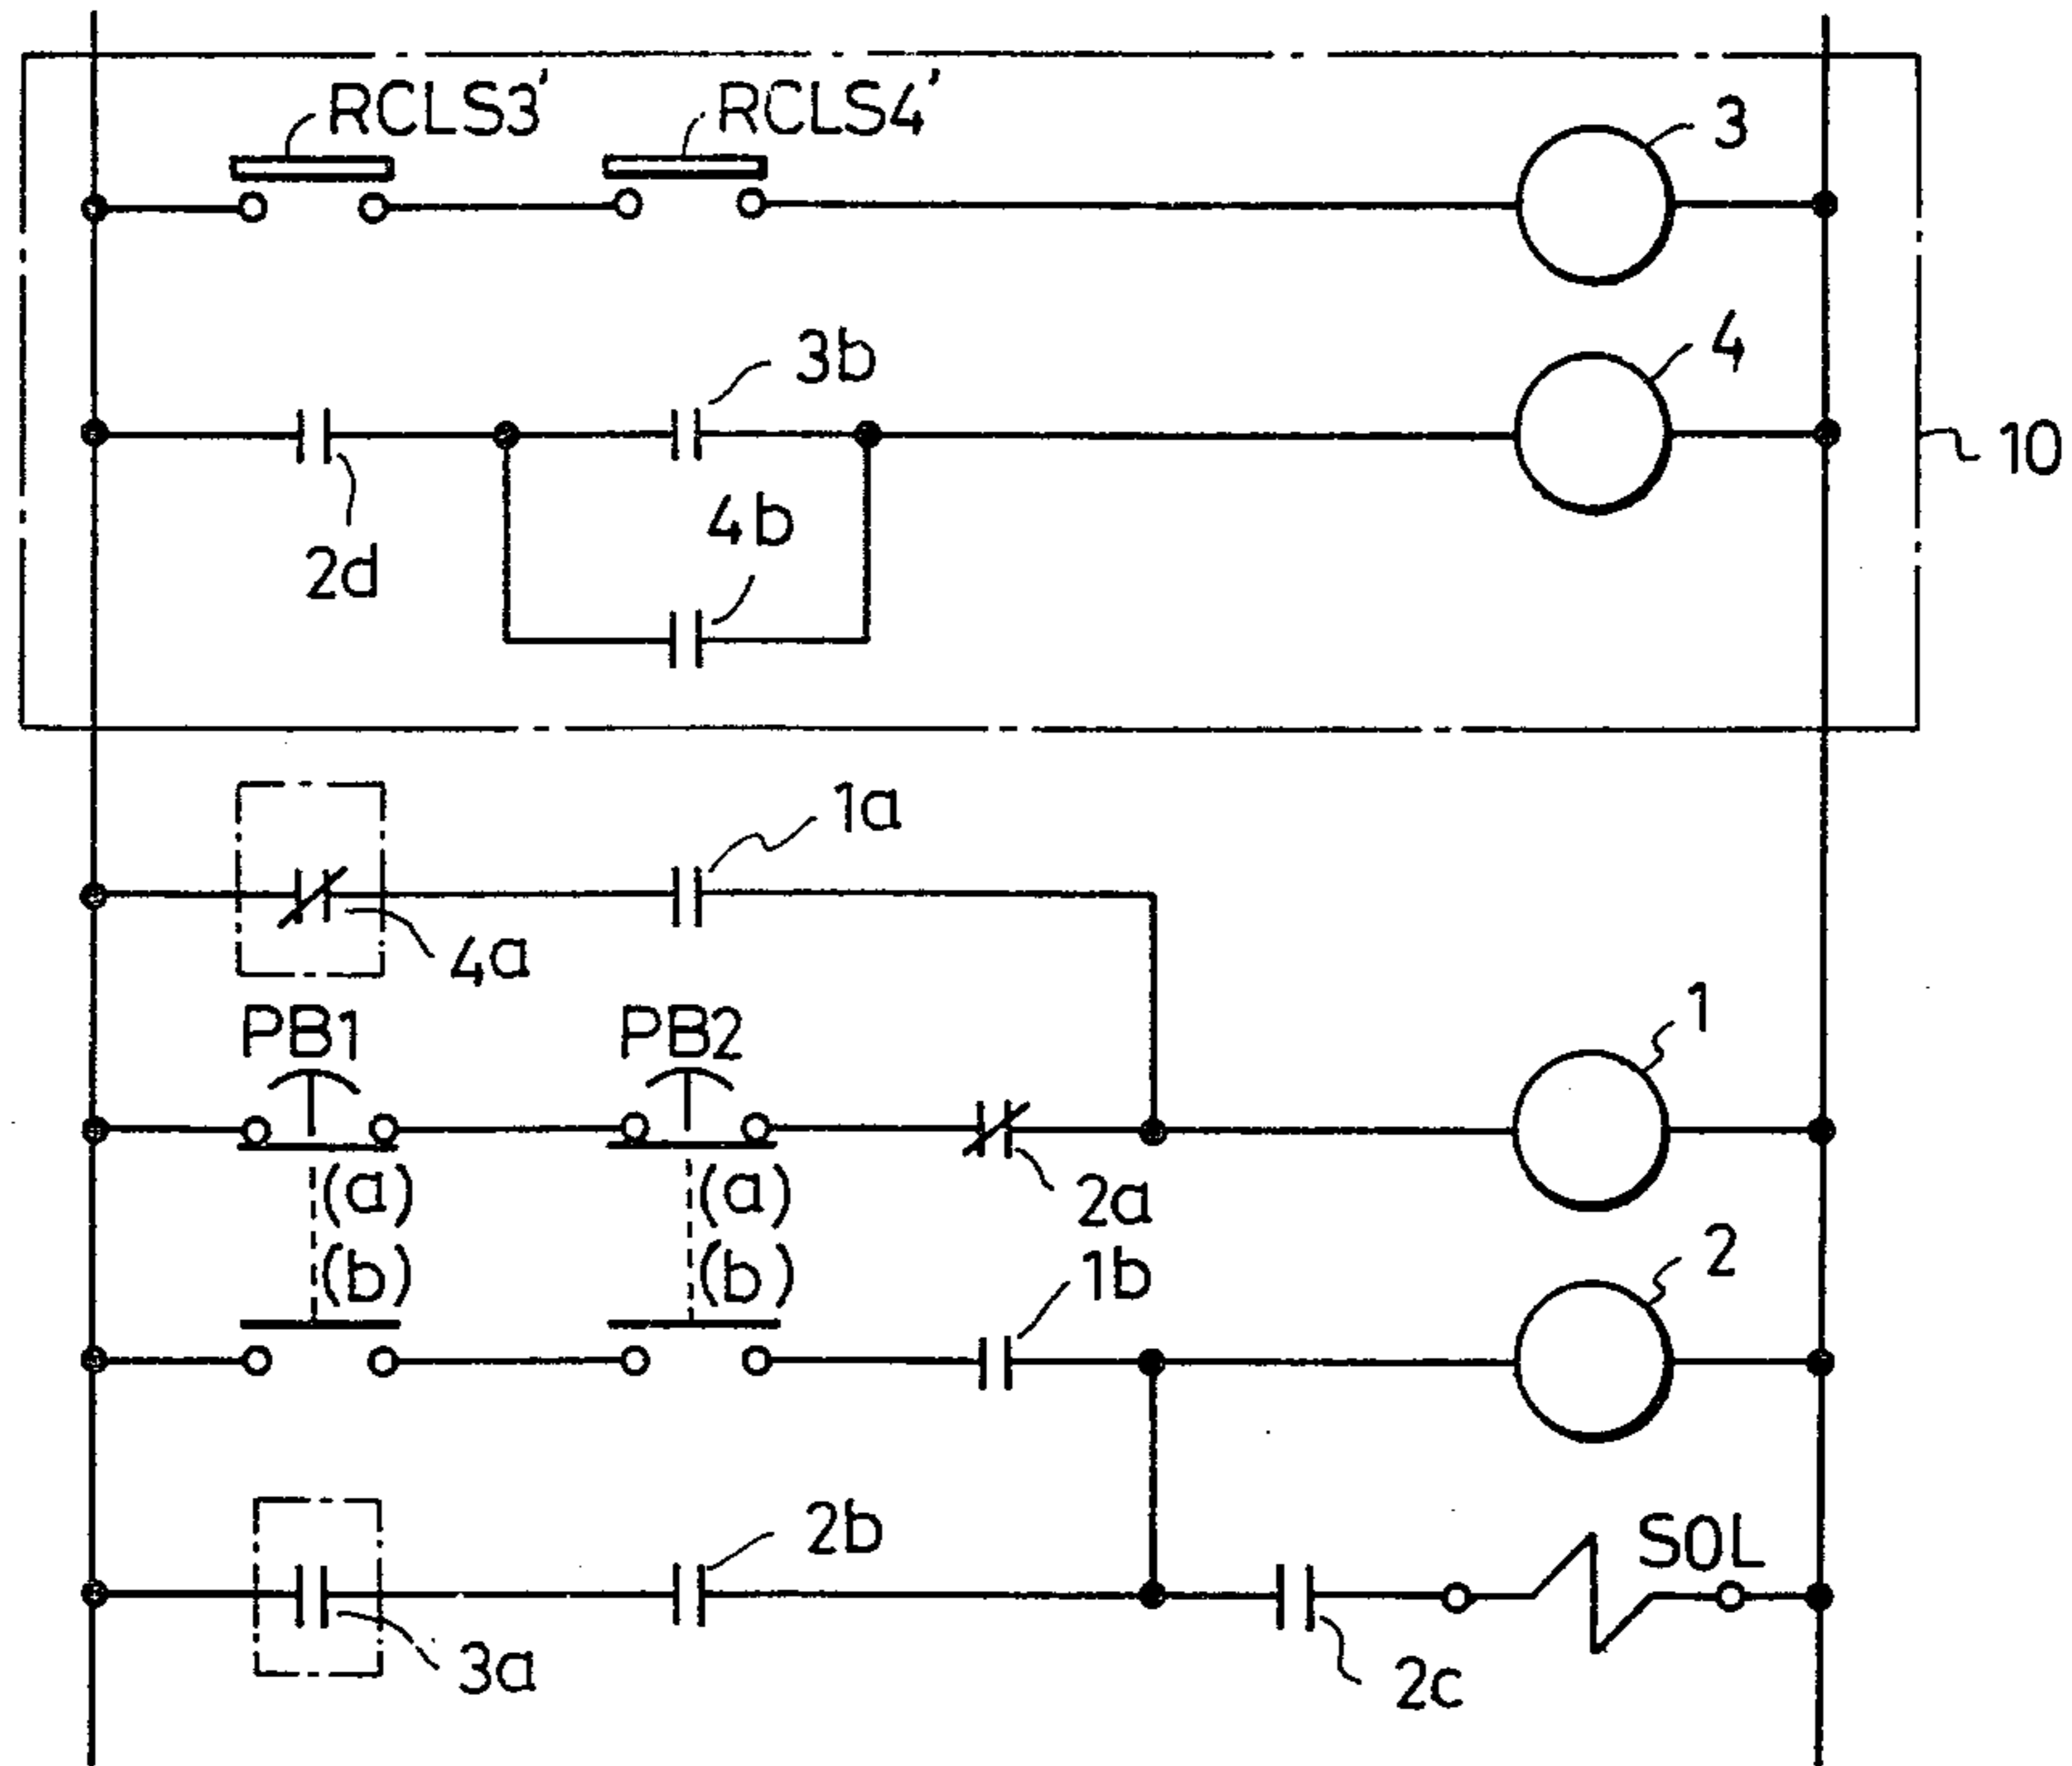 RCLS3' RCLS4' 3
3b 4
10
4b
2d
1a
4a
PB1 PB2 1
(a) (a) 2a
(b) (b) 1b 2
2b SOL
3a 2c